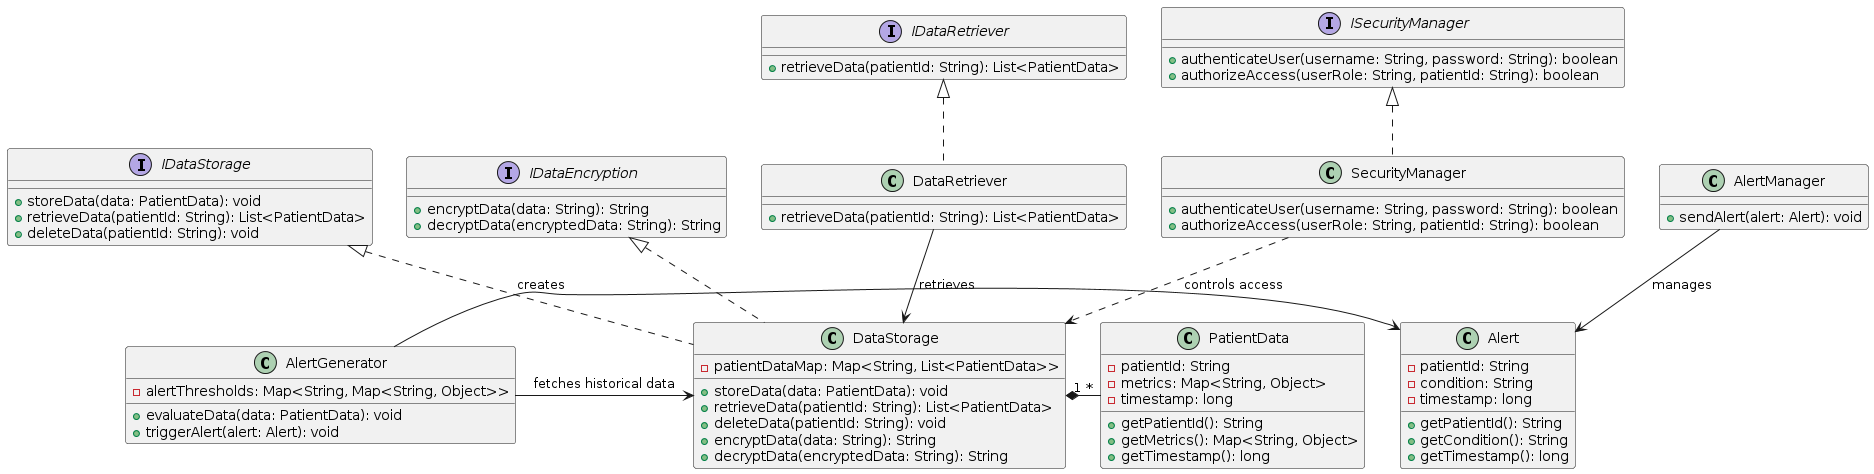 I IDataRetriever
retrieveData(patientId: String): List<PatientData>
I ISecurityManager
authenticateUser(username: String, password: String): boolean
authorizeAccess(userRole: String, patientId: String): boolean
I IDataStorage
storeData(data: PatientData): void
retrieveData(patientId: String): List<PatientData>
deleteData(patientId: String): void
I IDataEncryption
encryptData(data: String): String
decryptData(encryptedData: String): String
C DataRetriever
retrieveData(patientId: String): List<PatientData>
C SecurityManager
authenticateUser(username: String, password: String): boolean
authorizeAccess(userRole: String, patientId: String): boolean
C AlertManager
sendAlert(alert: Alert): void
creates
retrieves
controls access
manages
C AlertGenerator
alertThresholds: Map<String, Map<String, Object>>
evaluateData(data: PatientData): void
triggerAlert(alert: Alert): void
fetches historical data
C DataStorage
patientDataMap: Map<String, List<PatientData>>
storeData(data: PatientData): void
retrieveData(patientId: String): List<PatientData>
deleteData(patientId: String): void
encryptData(data: String): String
decryptData(encryptedData: String): String
1 *
C PatientData
patientId: String
metrics: Map<String, Object>
timestamp: long
getPatientId(): String
getMetrics(): Map<String, Object>
getTimestamp(): long
C Alert
patientId: String
condition: String
timestamp: long
getPatientId(): String
getCondition(): String
getTimestamp(): long